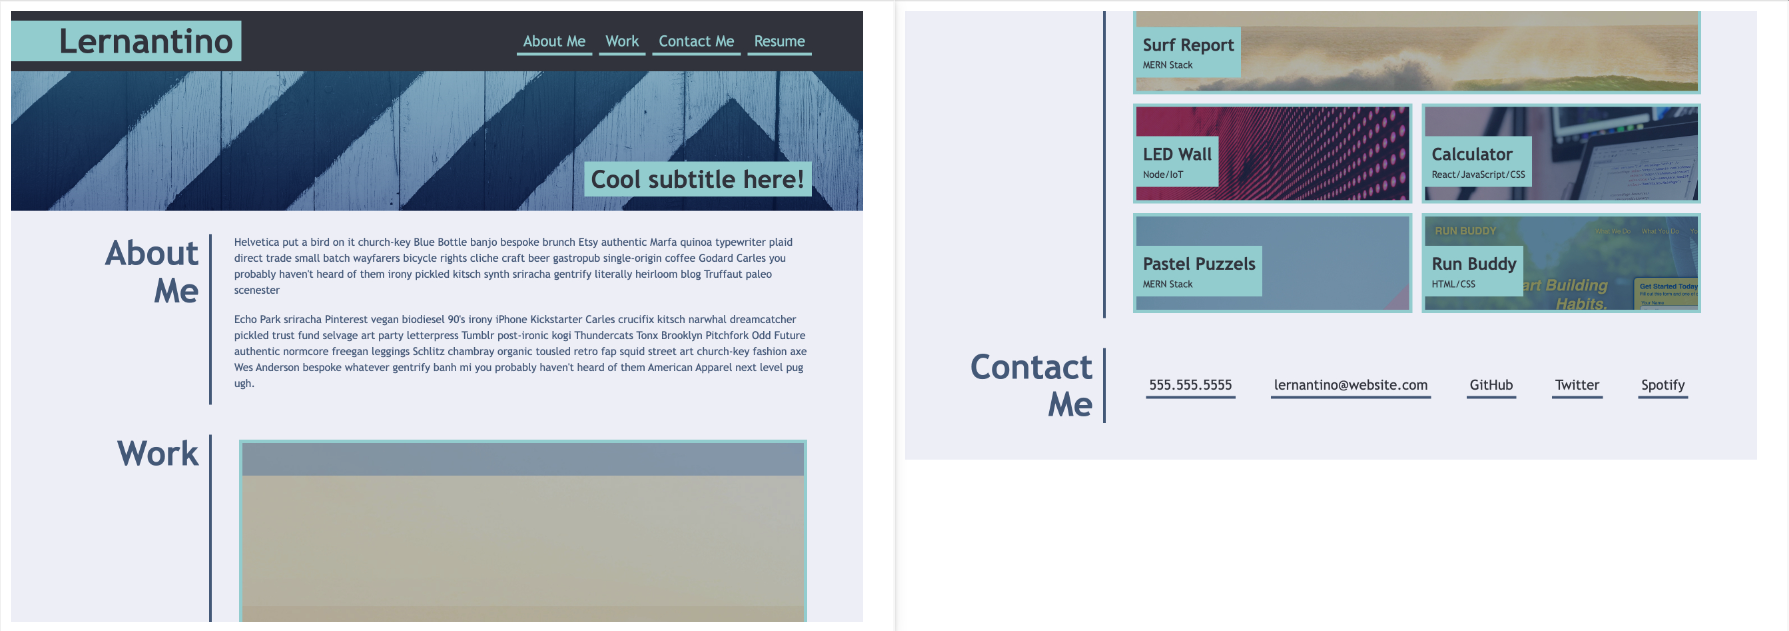 Lernantino
About Me Work Contact Me Resume
Cool subtitle here!
About
Me
Helvetica put a bird on it church-key Blue Bottle banjo bespoke brunch Etsy authentic Marfa quinoa typewriter plaid
direct trade small batch wayfarers bicycle rights cliche craft beer gastropub single-origin coffee Godard Carles you
probably haven't heard of them irony pickled kitsch synth sriracha gentrify literally heirloom blog Truffaut paleo
scenester
Echo Park sriracha Pinterest vegan biodiesel 90's irony iPhone Kickstarter Carles crucifix kitsch narwhal dreamcatcher
pickled trust fund selvage art party letterpress Tumblr post-ironic kogi Thundercats Tonx Brooklyn Pitchfork Odd Future
authentic normcore freegan leggings Schlitz chambray organic tousled retro fap squid street art church-key fashion axe
Wes Anderson bespoke whatever gentrify banh mi you probably haven't heard of them American Apparel next level pug
ugh.
Work
Surf Report
MERN Stack
LED Wall
Node/IoT
Calculator
React/JavaScript/CSS
Pastel Puzzels
MERN Stack
RUN BUDDY
What We Do What You Do
Run Buddy
HTML/CSS
art Building
Habits.
Get Started Today
Contact
Me
555.555.5555 lernantino@website.com GitHub Twitter Spotify